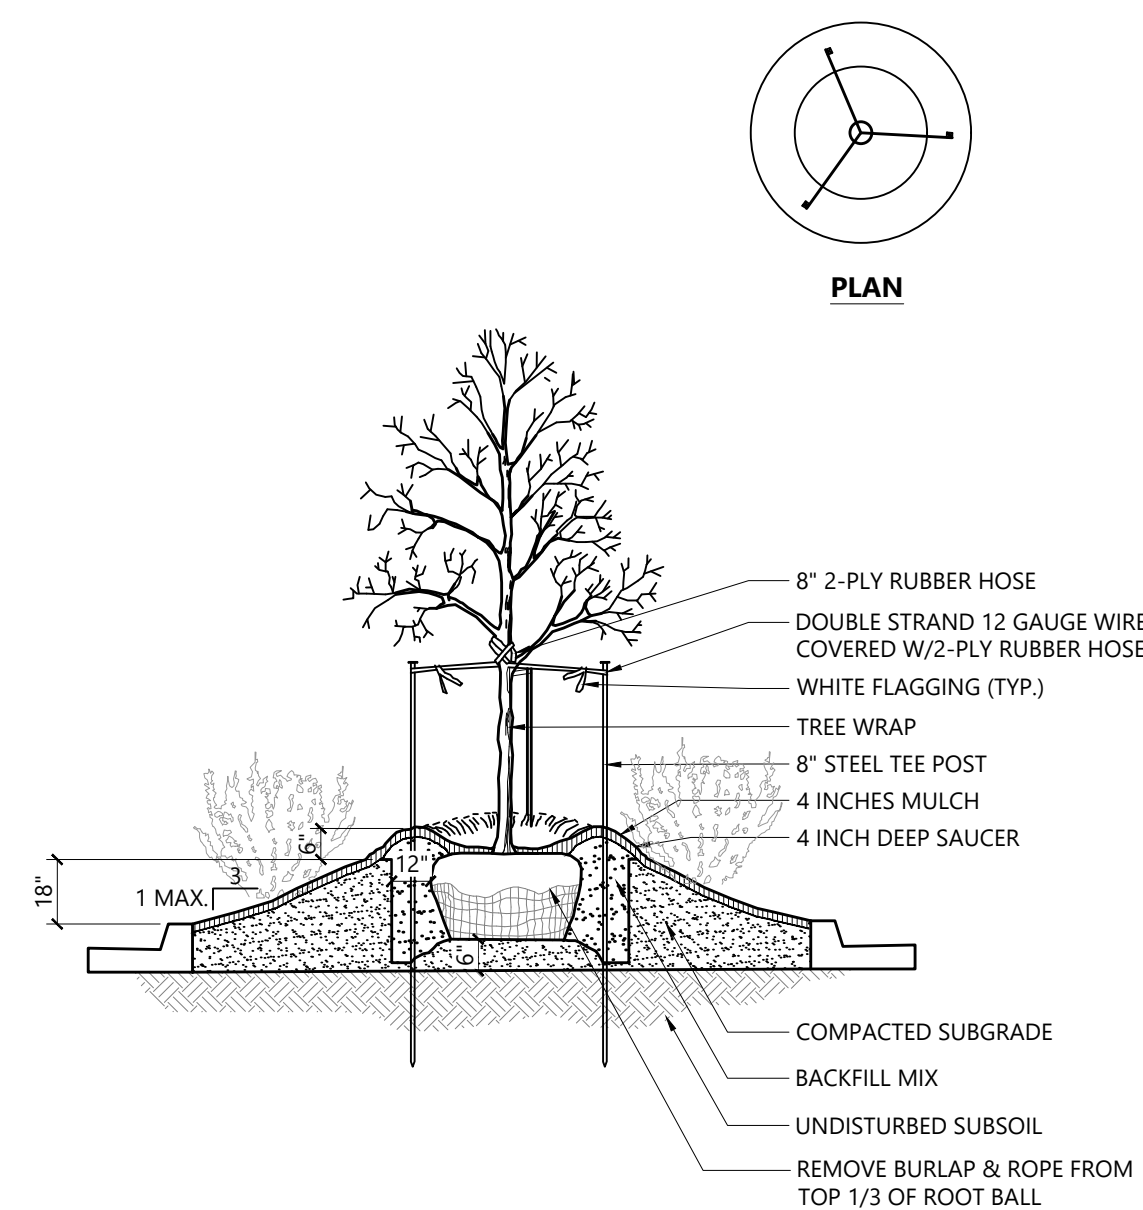 PLAN
8" 2-PLY RUBBER HOSE
DOUBLE STRAND 12 GAUGE WIRE
COVERED W/2-PLY RUBBER HOSE
WHITE FLAGGING (TYP.)
TREE WRAP
8" STEEL TEE POST
4 INCHES MULCH
4 INCH DEEP SAUCER
6"
12"
18"
3
1 MAX.
6"
COMPACTED SUBGRADE
BACKFILL MIX
UNDISTURBED SUBSOIL
REMOVE BURLAP & ROPE FROM
TOP 1/3 OF ROOT BALL